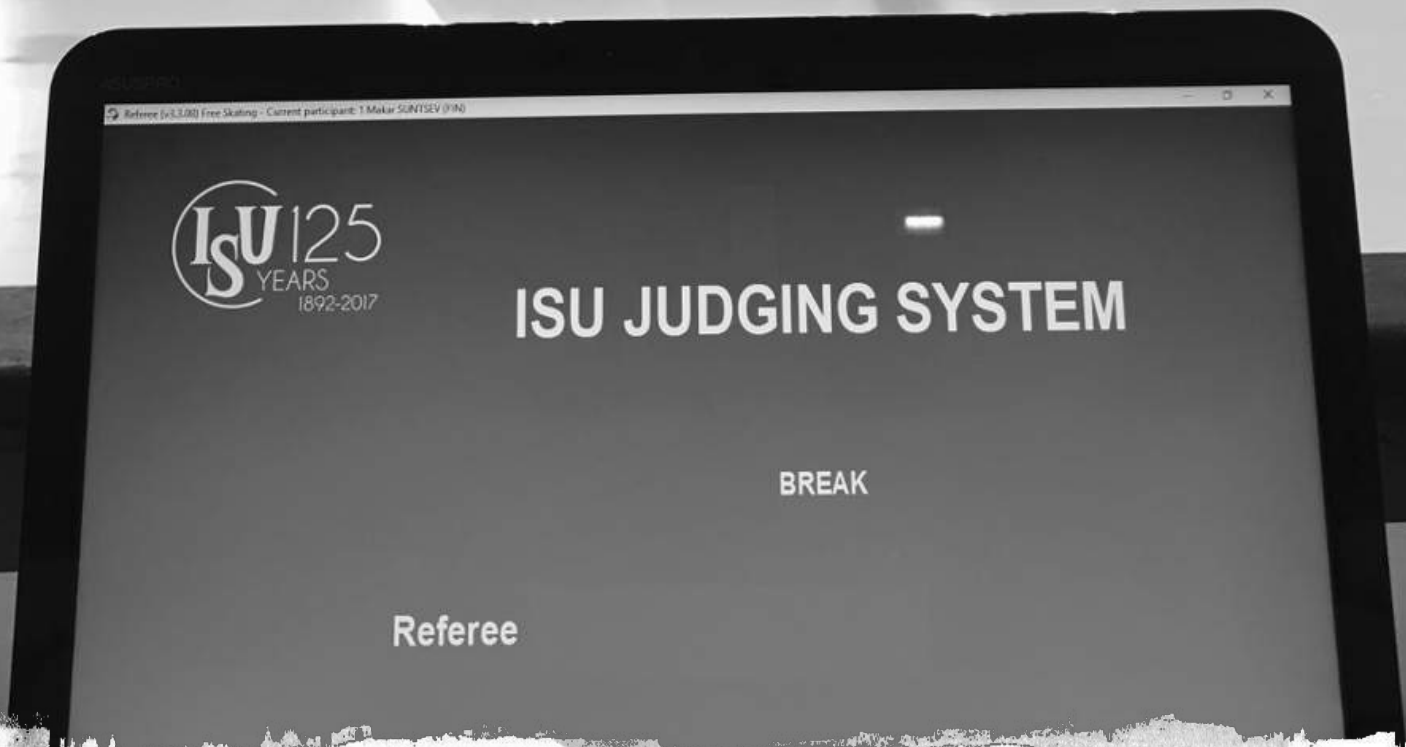 ASUSPRO
Referee (v3.3.00) Free Skating - Current participant: 1 Makar SUNTSEV (FIN)
ISU 125
YEARS
1892-2017
ISU JUDGING SYSTEM
BREAK
Referee